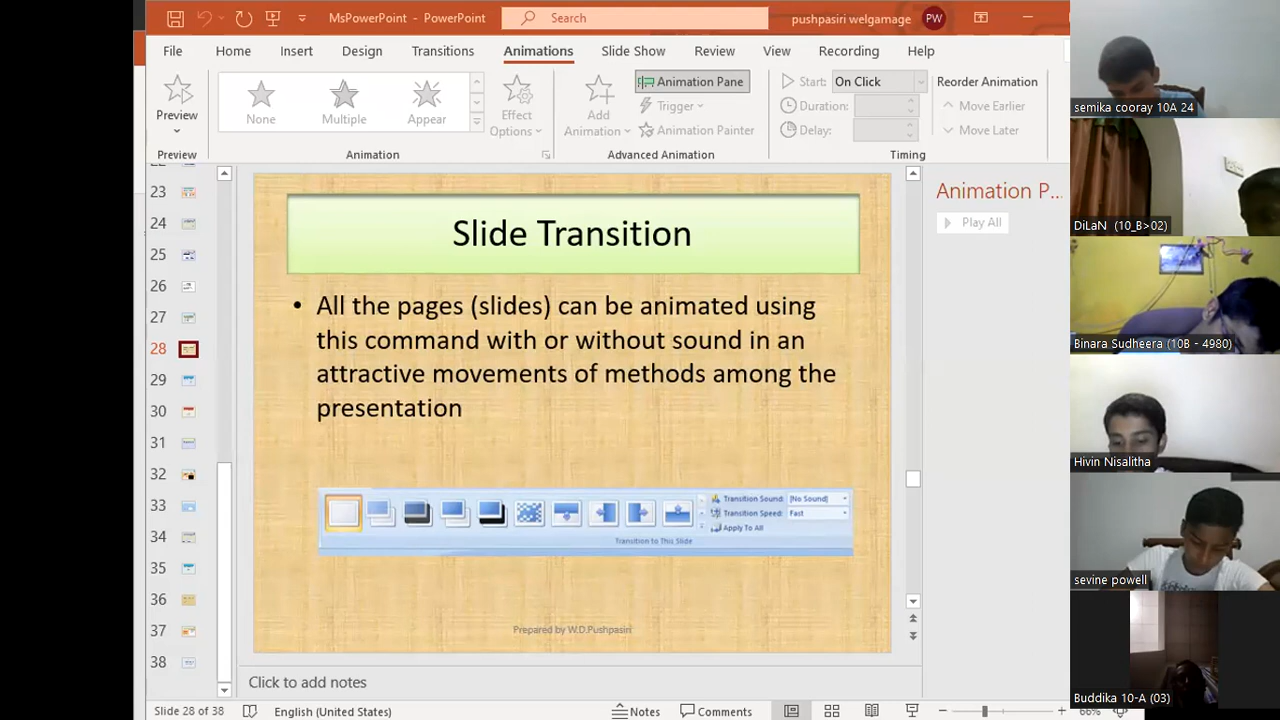 MsPowerPoint - PowerPoint
Search
pushpasiri welgamage
PW
File Home Insert Design Transitions Animations Slide Show Review View Recording Help
Preview
Preview
None
Multiple
Appear
Animation
Effect
Options
Add
Animation
Animation Pane
Trigger
Animation Painter
Advanced Animation
Start: On Click
Duration:
Delay:
Timing
Reorder Animation
Move Earlier
Move Later
23
24
25
26
27
28
29
30
31
32
33
34
35
36
37
38
Slide Transition
• All the pages (slides) can be animated using
this command with or without sound in an
attractive movements of methods among the
presentation
Transition Sound: [No Sound]
Transition Speed: Fast
Apply To All
Transition to This Slide
Prepared by W.D.Pushpasiri
Animation P...
Play All
Click to add notes
Slide 28 of 38
English (United States)
Notes
Comments
66%
semika cooray 10A 24
DiLaN (10_B>02)
Binara Sudheera (10B - 4980)
Hivin Nisalitha
sevine powell
Buddika 10-A (03)